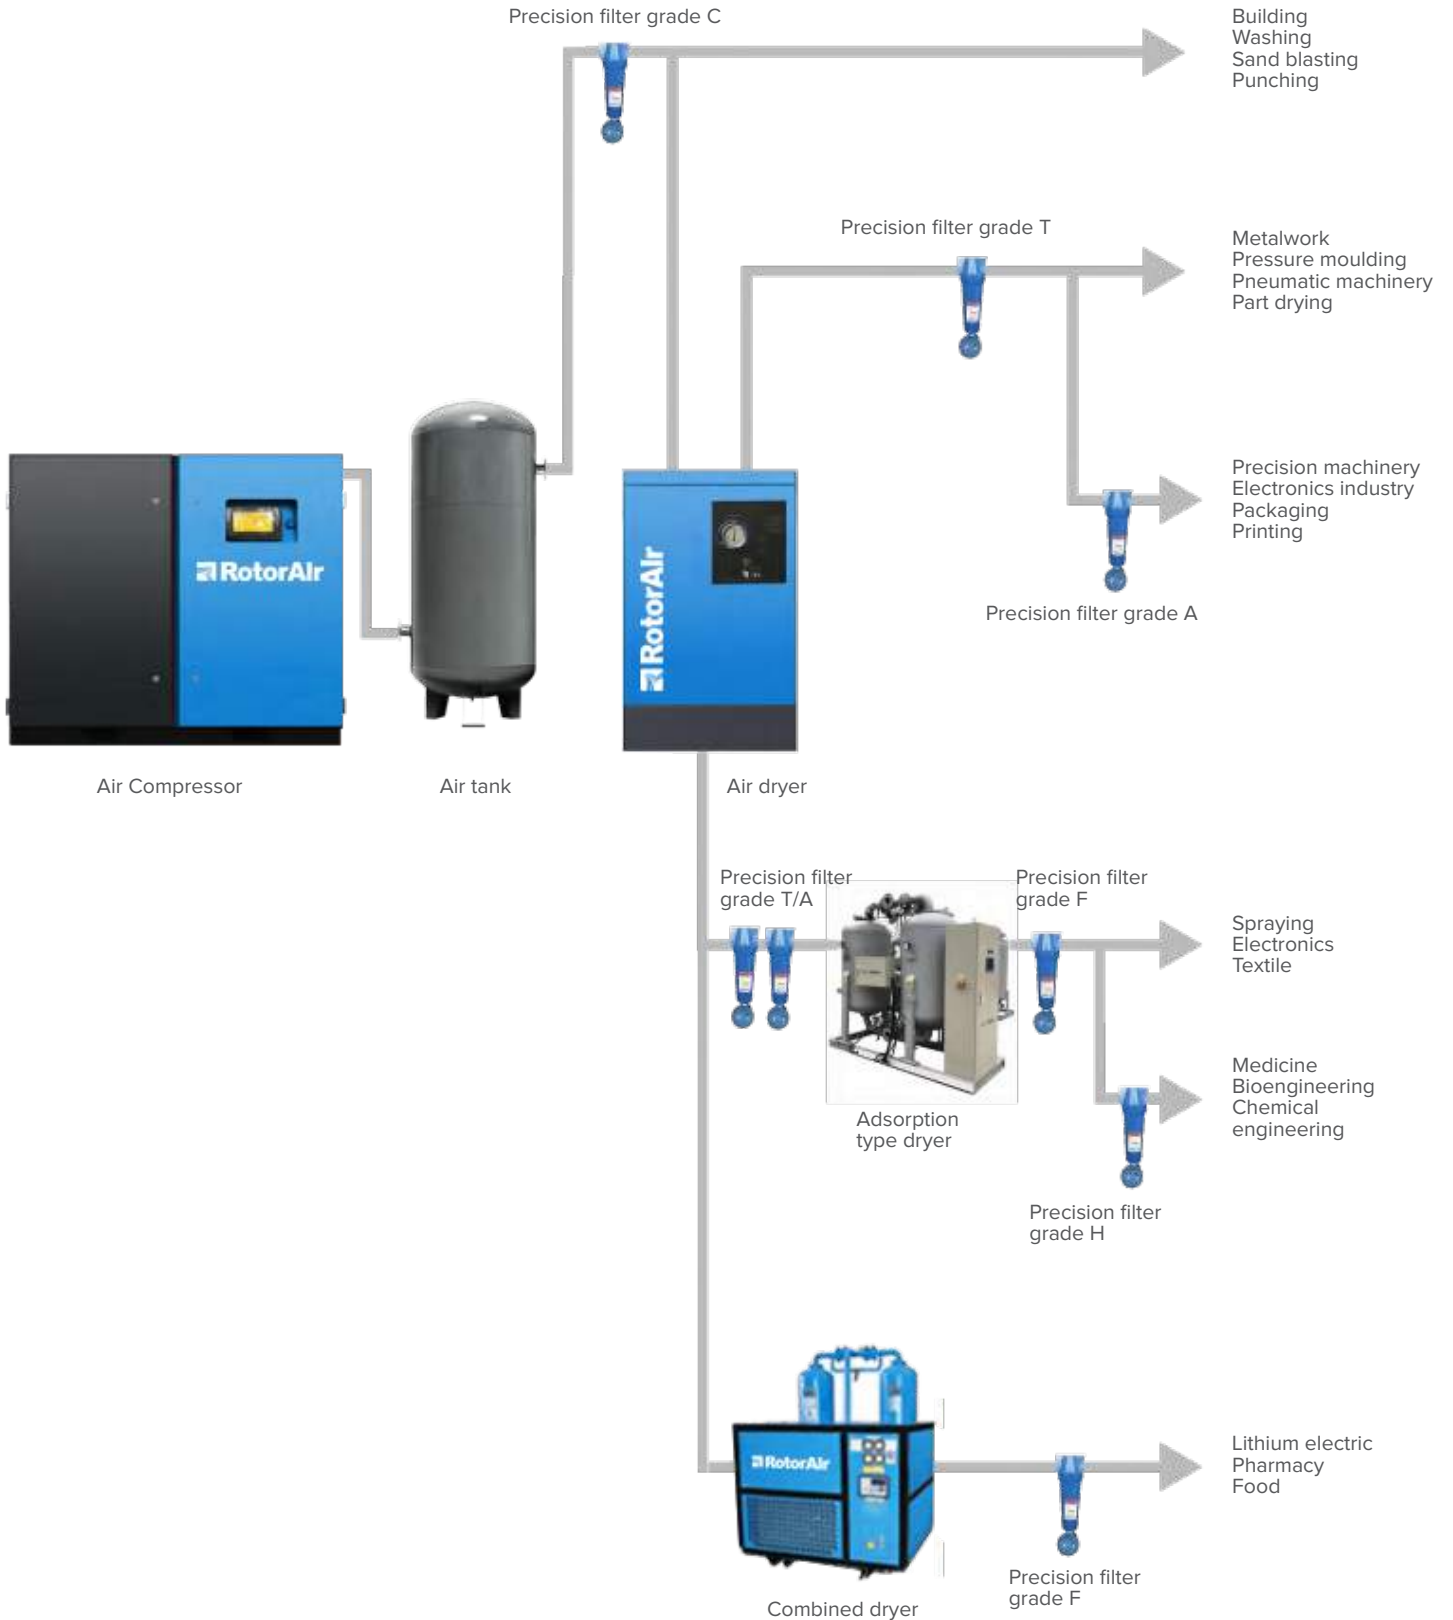 Precision filter grade C
Building
Washing
Sand blasting
Punching
Precision filter grade T
Metalwork
Pressure moulding
Pneumatic machinery
Part drying
Precision machinery
Electronics industry
Packaging
Printing
RotorAir
RotorAir
Precision filter grade A
Air Compressor
Air tank
Air dryer
Precision filter
grade T/A
Precision filter
grade F
Spraying
Electronics
Textile
Medicine
Bioengineering
Chemical
engineering
Adsorption
type dryer
Precision filter
grade H
RotorAir
Lithium electric
Pharmacy
Food
Precision filter
grade F
Combined dryer